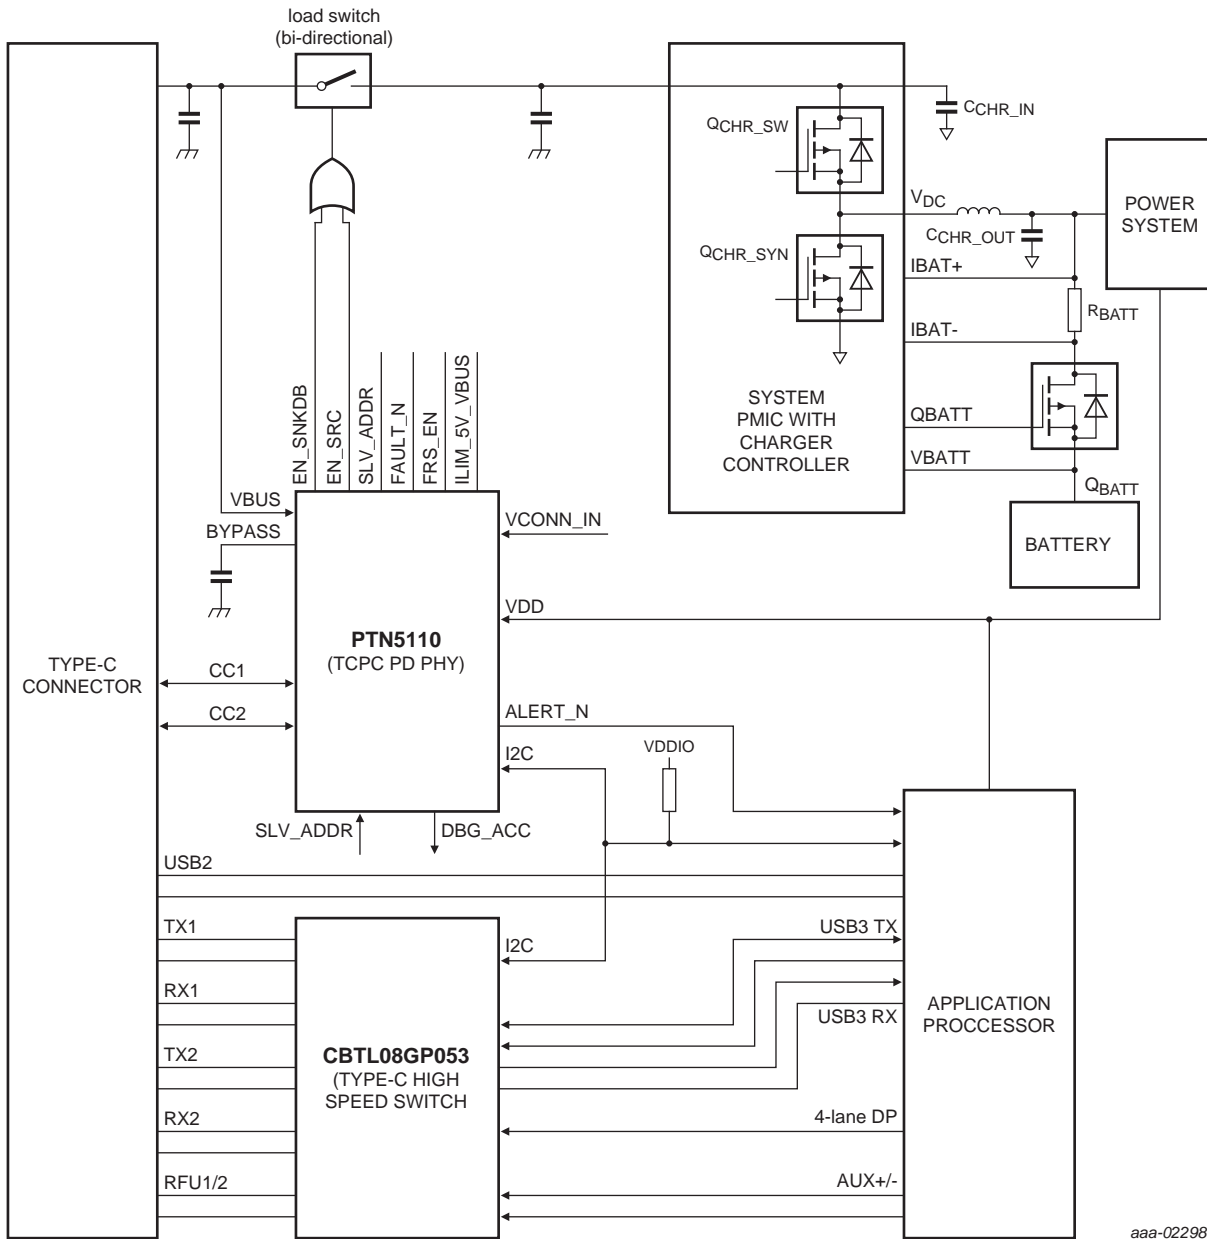 load switch
(bi-directional)
CCHR_IN
QCHR_SW
VDC
POWER
SYSTEM
CCHR_OUT
QCHR_SYN
IBAT+
RBATT
IBAT-
SYSTEM
PMIC WITH
CHARGER
CONTROLLER
QBATT
VBATT
QBATT
BATTERY
EN_SNKDB
EN_SRC
SLV_ADDR
FAULT_N
FRS_EN
ILIM_5V_VBUS
VBUS
BYPASS
VCONN_IN
VDD
PTN5110
(TCPC PD PHY)
TYPE-C
CONNECTOR
CC1
CC2
ALERT_N
I2C
VDDIO
SLV_ADDR
DBG_ACC
USB2
TX1
I2C
USB3 TX
RX1
USB3 RX
APPLICATION
PROCCESSOR
TX2
CBTL08GP053
(TYPE-C HIGH
SPEED SWITCH
RX2
4-lane DP
RFU1/2
AUX+/-
aaa-02298